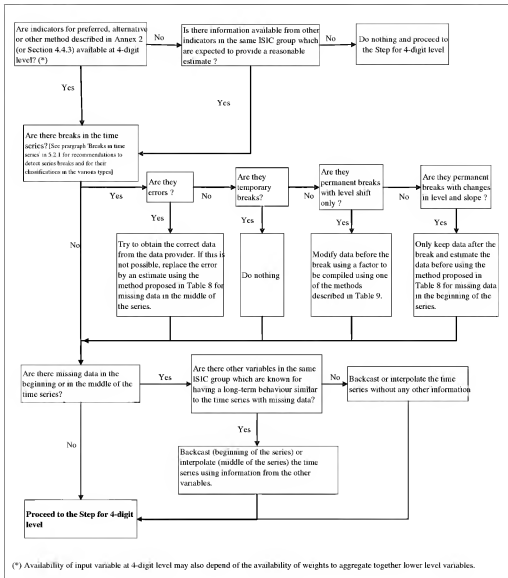 Are indicators for preferred, alternative
or other method described in Annex 2
(or Section 4.4.3) available at 4-digit
level? (*)
No
Is there information available from other
indicators in the same ISIC group which
are expected to provide a reasonable
estimate ?
No
Do nothing and proceed to
the Step for 4-digit level
Yes
Yes
Are there breaks in the time
series? [See paragraph 'Breaks in time
series' in 5.2.1 for recommendations to
detect series breaks and for their
classifications in the various types]
Yes
Are they
errors ?
No
Are they
temporary
breaks?
No
Are they
permanent breaks
with level shift
only ?
No
Are they permanent
breaks with changes
in level and slope ?
Yes
Yes
Yes
Yes
No
Try to obtain the correct data
from the data provider. If this is
not possible, replace the error
by an estimate using the
method proposed in Table 8 for
missing data in the middle of
the series.
Do nothing
Modify data before the
break using a factor to
be compiled using one
of the methods
described in Table 9.
Only keep data after the
break and estimate the
data before using the
method proposed in
Table 8 for missing data
in the beginning of the
series.
Are there missing data in the
beginning or in the middle of the
time series?
Yes
Are there other variables in the same
ISIC group which are known for
having a long-term behaviour similar
to the time series with missing data?
No
Backcast or interpolate the time
series without any other information
No
Yes
Backcast (beginning of the series) or
interpolate (middle of the series) the time
series using information from the other
variables.
Proceed to the Step for 4-digit
level
(*) Availability of input variable at 4-digit level may also depend of the availability of weights to aggregate together lower level variables.